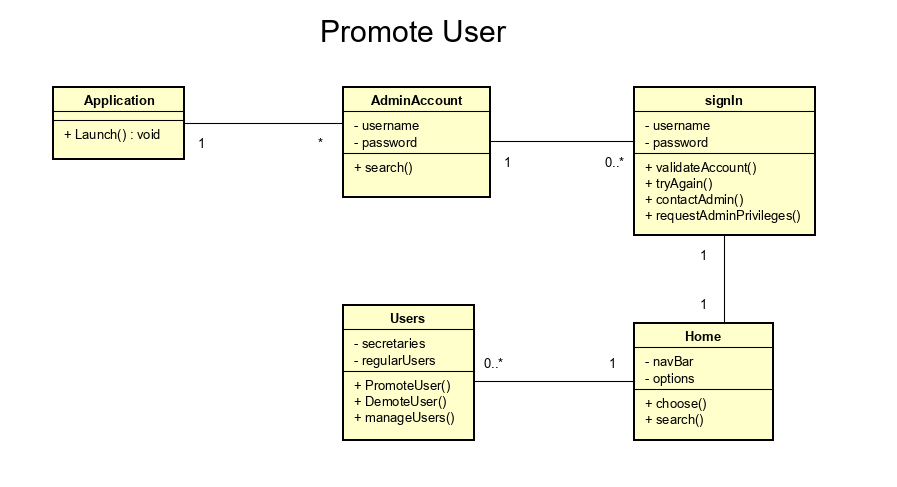 Promote User
Application
+ Launch() : void
1
*
AdminAccount
- username
- password
+ search()
1
0..*
signIn
- username
- password
+ validateAccount()
+ tryAgain()
+ contactAdmin()
+ requestAdminPrivileges()
1
1
Users
- secretaries
- regularUsers
+ PromoteUser()
+ DemoteUser()
+ manageUsers()
0..*
1
Home
- navBar
- options
+ choose()
+ search()